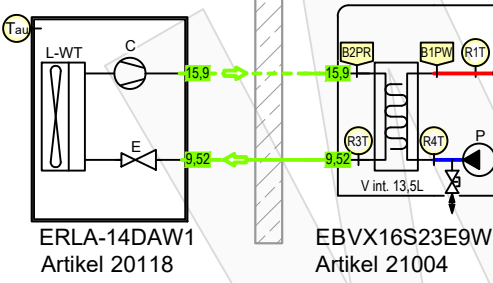 Tau
L-WT
C
E
15,9
9,52
B2PR
B1PW
R1T
15,9
R3T
R4T
P
9,52
V int. 13,5L
ERLA-14DAW1
Artikel 20118
EBVX16S23E9W
Artikel 21004